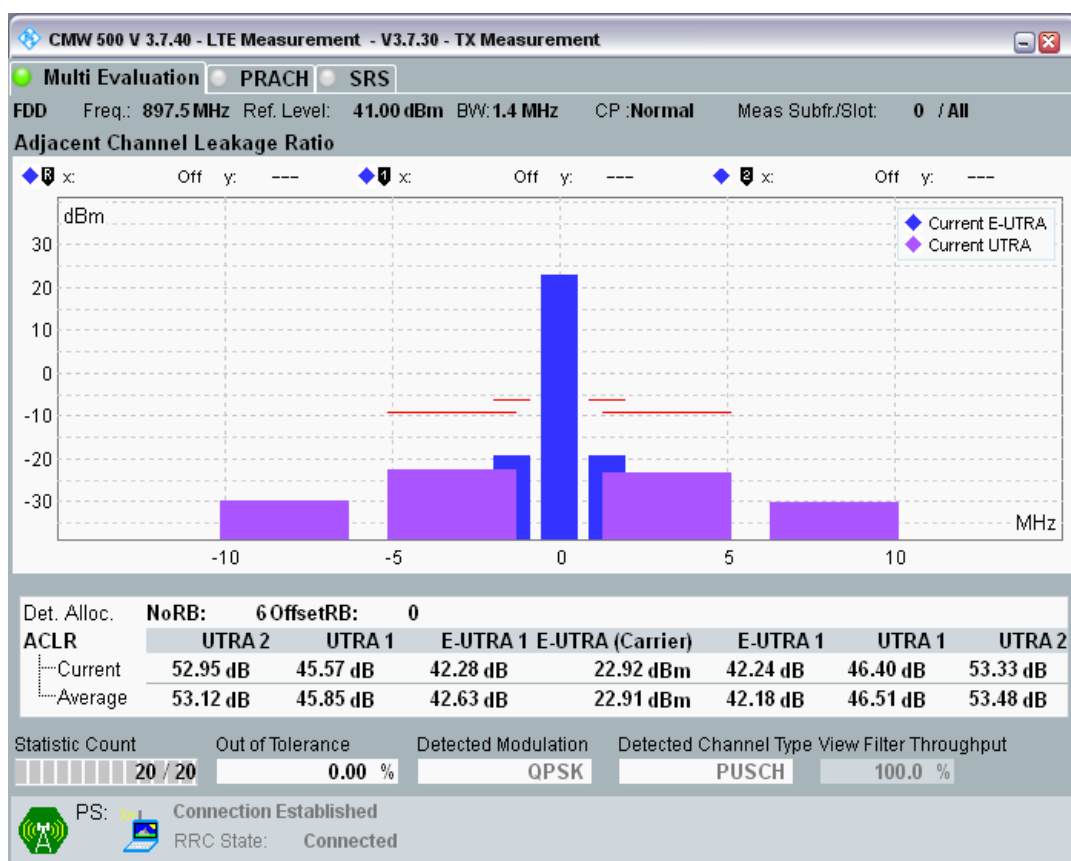 CMW 500 V 3.7.40 - LTE Measurement - V3.7.30 - TX Measurement
Multi Evaluation PRACH SRS
FDD Freq.: 897.5 MHz Ref. Level: 41.00 dBm BW: 1.4 MHz CP :Normal Meas Subfr./Slot: 0 / All
Adjacent Channel Leakage Ratio
R x: Off y: --- 1 x: Off y: --- 2 x: Off y: ---
dBm
Current E-UTRA
Current UTRA
30
20
10
0
-10
-20
-30
MHz
-10 -5 0 5 10
Det. Alloc. NoRB: 6 OffsetRB: 0
ACLR UTRA 2 UTRA 1 E-UTRA 1 E-UTRA (Carrier) E-UTRA 1 UTRA 1 UTRA 2
Current 52.95 dB 45.57 dB 42.28 dB 22.92 dBm 42.24 dB 46.40 dB 53.33 dB
Average 53.12 dB 45.85 dB 42.63 dB 22.91 dBm 42.18 dB 46.51 dB 53.48 dB
Statistic Count Out of Tolerance Detected Modulation Detected Channel Type View Filter Throughput
20 / 20 0.00 % QPSK PUSCH 100.0 %
PS: Connection Established
RRC State: Connected